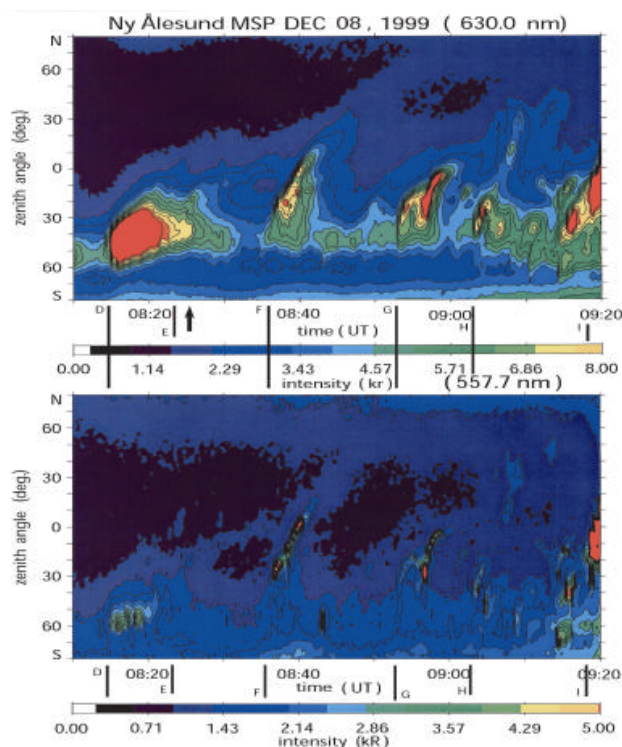 Ny Ålesund MSP DEC 08, 1999 ( 630.0 nm)
N
60
30
0
30
60
S
zenith angle (deg.)
D 08:20 E F 08:40 G 09:00 H I 09:20
time (UT)
0.00 1.14 2.29 3.43 4.57 5.71 6.86 8.00
intensity (kr) (557.7 nm)
N
60
30
0
30
60
S
zenith angle (deg.)
D 08:20 E F 08:40 G 09:00 H I 09:20
time (UT)
0.00 0.71 1.43 2.14 2.86 3.57 4.29 5.00
intensity (kR)